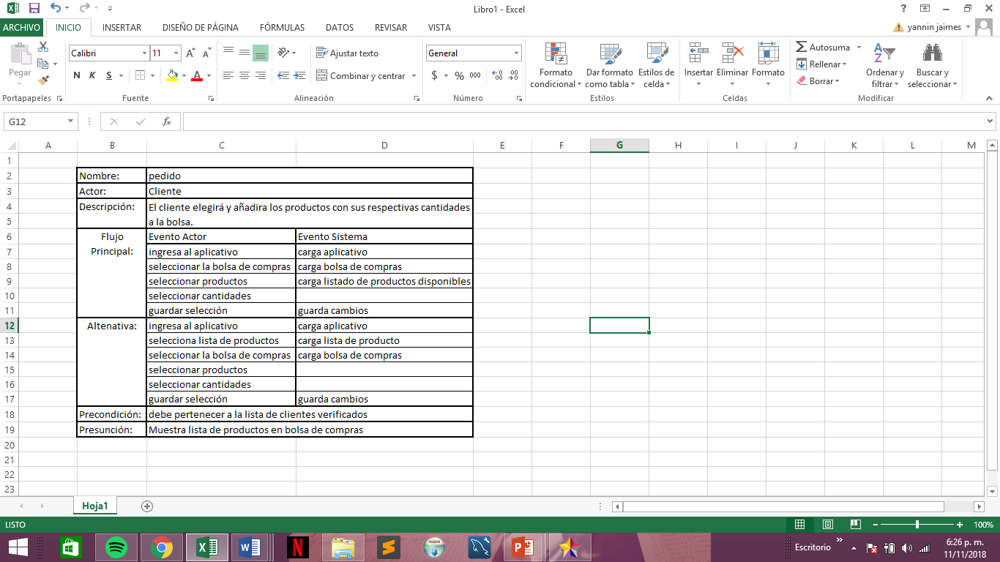 Libro1 - Excel
ARCHIVO INICIO INSERTAR DISEÑO DE PÁGINA FÓRMULAS DATOS REVISAR VISTA yannin jaimes
Pegar
Portapapeles
Calibri 11
N K S
Fuente
Ajustar texto
Combinar y centrar
Alineación
General
$ % 000
Número
Formato condicional
Dar formato como tabla
Estilos de celda
Estilos
Insertar Eliminar Formato
Celdas
Autosuma
Rellenar
Borrar
Ordenar y filtrar
Buscar y seleccionar
Modificar
G12 fx
A B C D E F G H I J K L M
1
2 Nombre: pedido
3 Actor: Cliente
4 Descripción: El cliente elegirá y añadira los productos con sus respectivas cantidades
5 a la bolsa.
6 Flujo Evento Actor Evento Sistema
7 Principal: ingresa al aplicativo carga aplicativo
8 seleccionar la bolsa de compras carga bolsa de compras
9 seleccionar productos carga listado de productos disponibles
10 seleccionar cantidades
11 guardar selección guarda cambios
12 Altenativa: ingresa al aplicativo carga aplicativo
13 selecciona lista de productos carga lista de producto
14 seleccionar la bolsa de compras carga bolsa de compras
15 seleccionar productos
16 seleccionar cantidades
17 guardar selección guarda cambios
18 Precondición: debe pertenecer a la lista de clientes verificados
19 Presunción: Muestra lista de productos en bolsa de compras
20
21
22
23
Hoja1
LISTO 100%
Escritorio
6:26 p. m.
11/11/2018